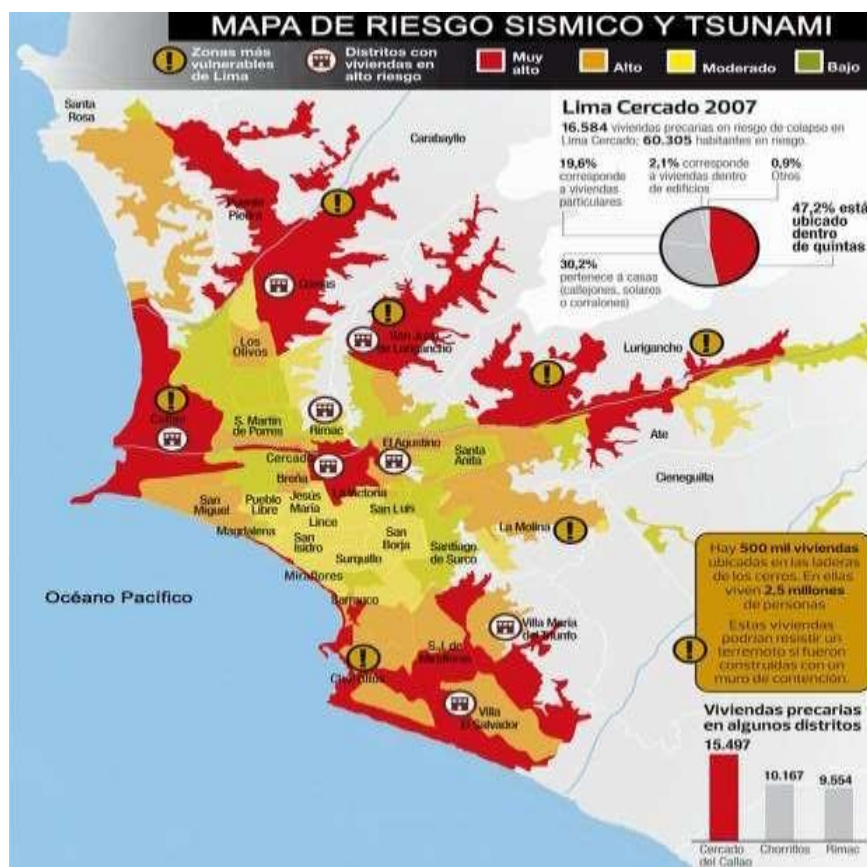 MAPA DE RIESGO SISMICO Y TSUNAMI
Zonas más
vulnerables
de Lima
Distritos con
viviendas en
alto riesgo
Muy
alto
Alto
Moderado
Bajo
Lima Cercado 2007
16.584 viviendas precarias en riesgo de colapso en
Lima Cercado; 60.305 habitantes en riesgo.
19,6%
corresponde
a viviendas
particulares
2,1% corresponde
a viviendas dentro
de edificios
0,9%
Otros
47,2% está
ubicado
dentro
de quintas
30,2%
pertenece a casas
(callejones, solares
o corralones)
Santa
Rosa
Carabayllo
Puente
Piedra
Comas
San Juan
de Lurigancho
Lurigancho
Los
Olivos
Callao
S. Martín
de Porres
Rimac
El Agustino
Santa
Anita
Ate
Cercado
Breña
La Victoria
Cieneguilla
San
Miguel
Pueblo
Libre
Jesús
María
San Luis
Magdalena
Lince
La Molina
San
Isidro
San
Borja
Santiago
de Surco
Surquillo
Miraflores
Barranco
Océano Pacífico
Villa María
del Triunfo
S.J. de
Miraflores
Chorrillos
Villa
El Salvador
Hay 500 mil viviendas
ubicadas en las laderas
de los cerros. En ellas
viven 2,5 millones
de personas
Estas viviendas
podrían resistir un
terremoto si fueron
construidas con un
muro de contención.
Viviendas precarias
en algunos distritos
15.497
10.167
9.554
Cercado
del Callao
Chorrillos
Rimac